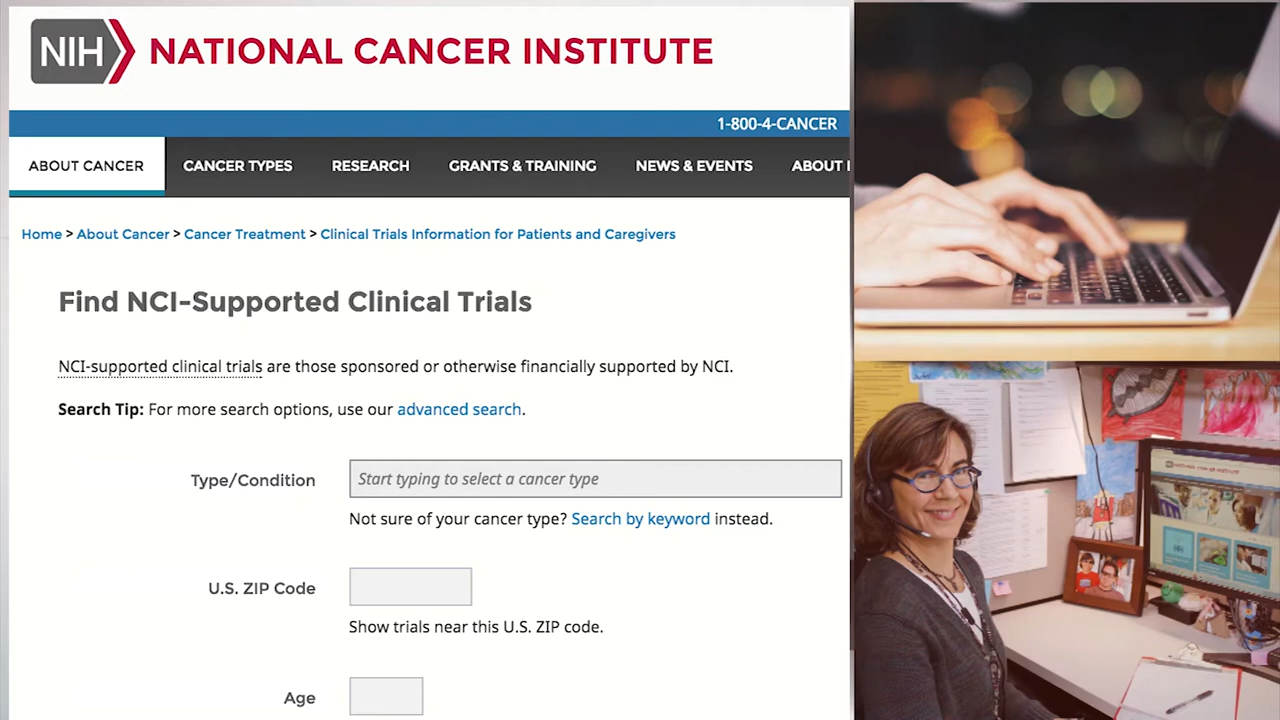 NIH NATIONAL CANCER INSTITUTE
1-800-4-CANCER
ABOUT CANCER CANCER TYPES RESEARCH GRANTS & TRAINING NEWS & EVENTS ABOUT
Home > About Cancer > Cancer Treatment > Clinical Trials Information for Patients and Caregivers
Find NCI-Supported Clinical Trials
NCI-supported clinical trials are those sponsored or otherwise financially supported by NCI.
Search Tip: For more search options, use our advanced search.
Type/Condition
Start typing to select a cancer type
Not sure of your cancer type? Search by keyword instead.
U.S. ZIP Code
Show trials near this U.S. ZIP code.
Age
NATIONAL CANCER INSTITUTE